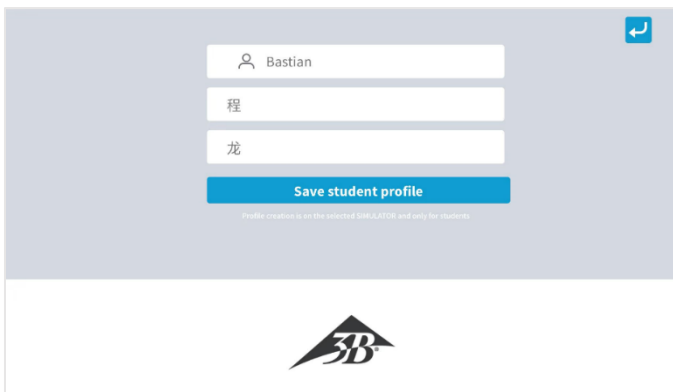 Bastian
程
龙
Save student profile
Profile creation is on the selected SIMULATOR and only for students
3B®